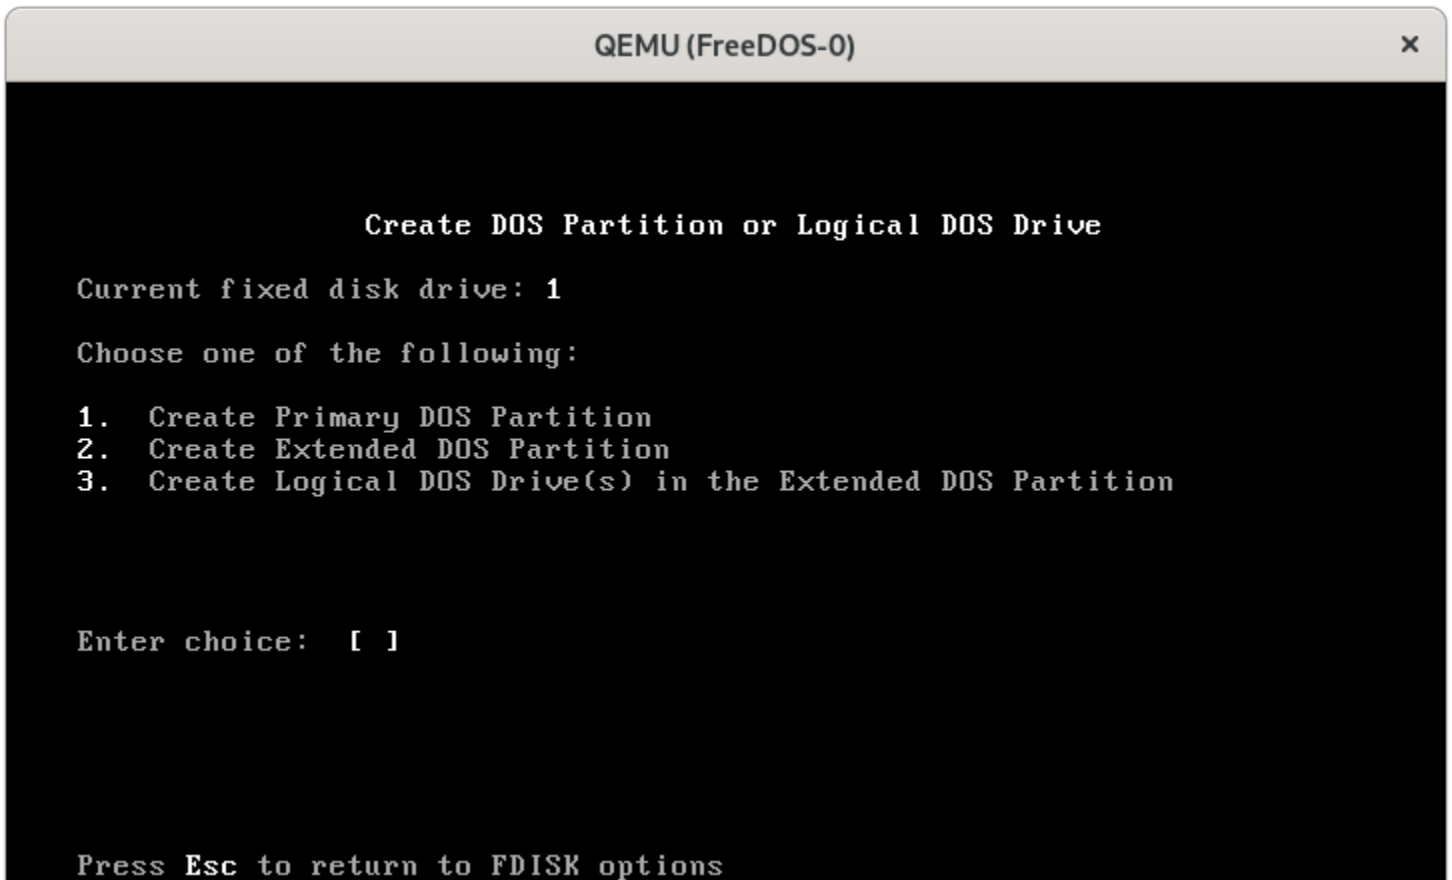 QEMU (FreeDOS-0)
×
Create DOS Partition or Logical DOS Drive
Current fixed disk drive: 1
Choose one of the following:
1.  Create Primary DOS Partition
2.  Create Extended DOS Partition
3.  Create Logical DOS Drive(s) in the Extended DOS Partition
Enter choice:  [ ]
Press Esc to return to FDISK options